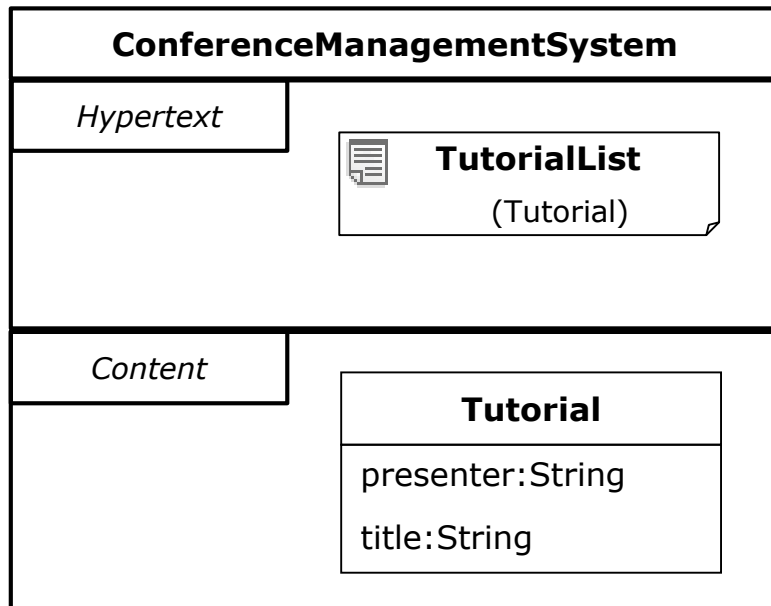 ConferenceManagementSystem
Hypertext
TutorialList
(Tutorial)
Content
Tutorial
presenter:String
title:String